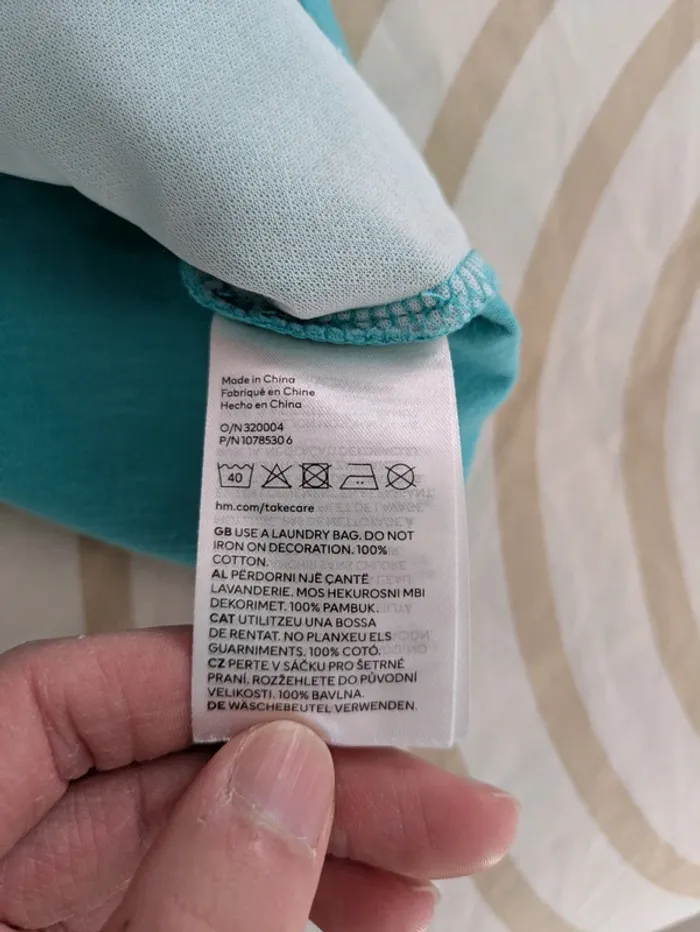 Made in China
Fabriqué en Chine
Hecho en China
O/N 320004
P/N 1078530 6
40
hm.com/takecare
GB USE A LAUNDRY BAG. DO NOT
IRON ON DECORATION. 100%
COTTON.
AL PËRDORNI NJË ÇANTË
LAVANDERIE. MOS HEKUROSNI MBI
DEKORIMET. 100% PAMBUK.
CAT UTILITZEU UNA BOSSA
DE RENTAT. NO PLANXEU ELS
GUARNIMENTS. 100% COTÓ.
CZ PERTE V SÁČKU PRO ŠETRNÉ
PRANÍ. ROZŽEHLETE DO PŮVODNÍ
VELIKOSTI. 100% BAVLNA.
DE WÄSCHEBEUTEL VERWENDEN.